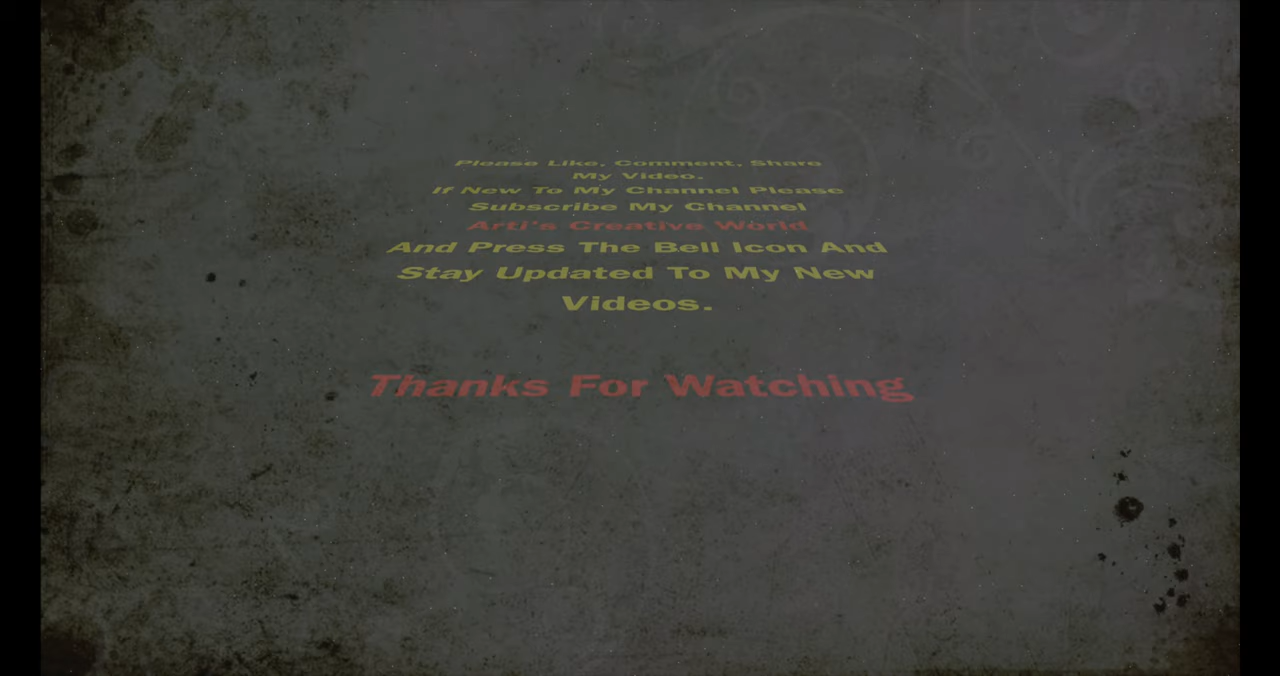 Please Like, Comment, Share
My Video.
If New To My Channel Please
Subscribe My Channel
Arti's Creative World
And Press The Bell Icon And
Stay Updated To My New
Videos.
Thanks For Watching